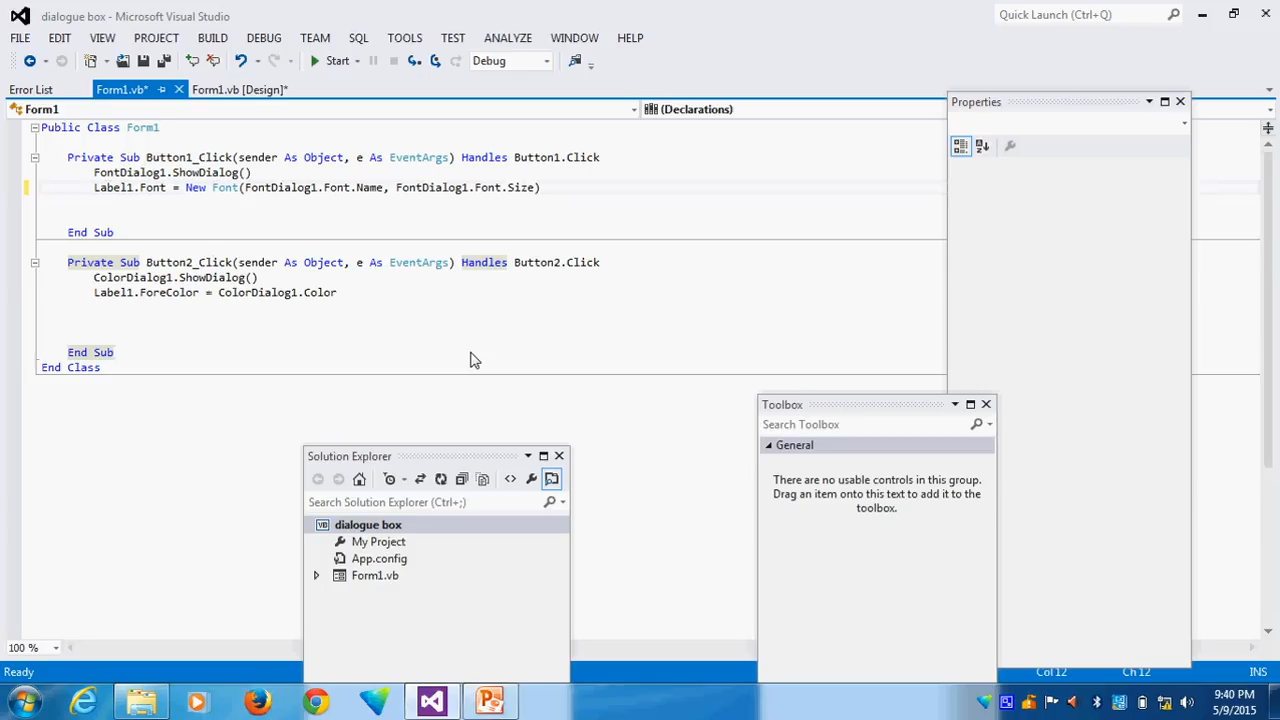 dialogue box - Microsoft Visual Studio
Quick Launch (Ctrl+Q)
FILE EDIT VIEW PROJECT BUILD DEBUG TEAM SQL TOOLS TEST ANALYZE WINDOW HELP
Start Debug
Error List Form1.vb* Form1.vb [Design]*
Form1 (Declarations)
Public Class Form1
Private Sub Button1_Click(sender As Object, e As EventArgs) Handles Button1.Click
FontDialog1.ShowDialog()
Label1.Font = New Font(FontDialog1.Font.Name, FontDialog1.Font.Size)
End Sub
Private Sub Button2_Click(sender As Object, e As EventArgs) Handles Button2.Click
ColorDialog1.ShowDialog()
Label1.ForeColor = ColorDialog1.Color
End Sub
End Class
Properties
Toolbox
Search Toolbox
General
There are no usable controls in this group.
Drag an item onto this text to add it to the
toolbox.
Solution Explorer
Search Solution Explorer (Ctrl+;)
VB dialogue box
My Project
App.config
Form1.vb
100 %
Ready Col 12 Ch 12 INS
9:40 PM
5/9/2015